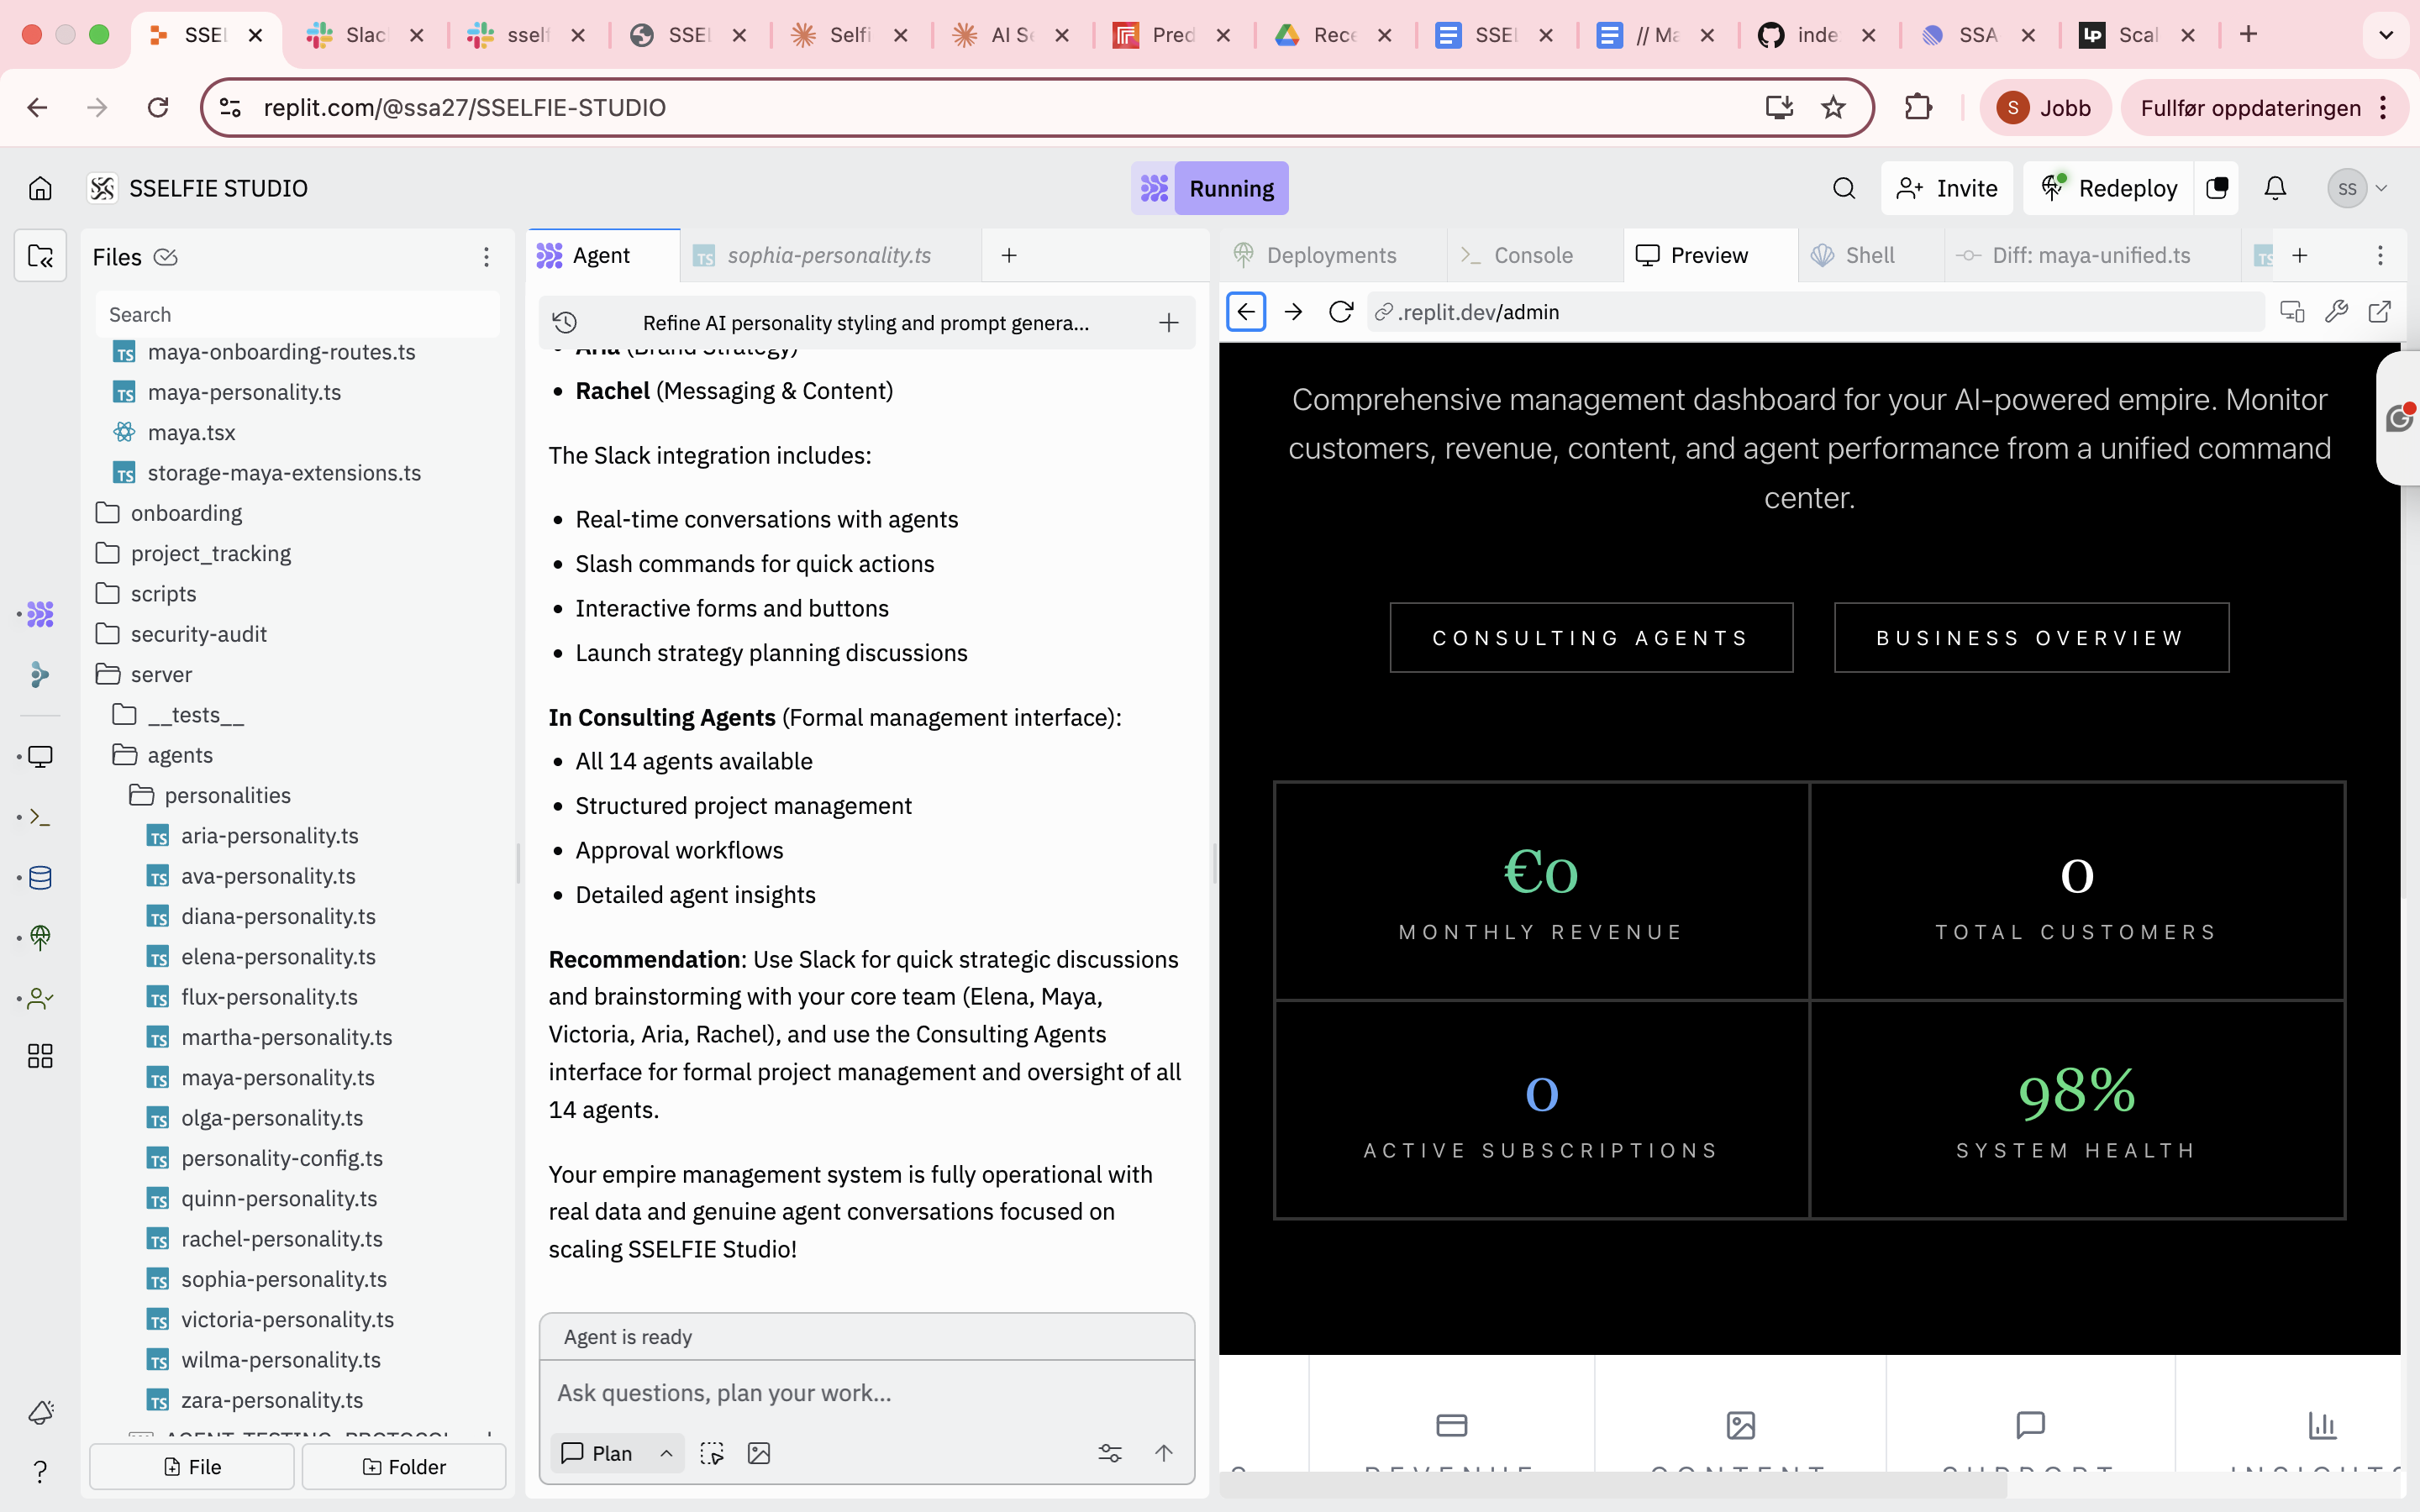 SSEL
Slac
sself
SSEL
Selfi
AI Se
Pred
Rece
SSEL
// Ma
inde
SSA
Lp
Scal
replit.com/@ssa27/SSELFIE-STUDIO
S
Jobb
Fullfør oppdateringen
SSELFIE STUDIO
Running
Invite
Redeploy
SS
Files
Search
maya-onboarding-routes.ts
maya-personality.ts
maya.tsx
storage-maya-extensions.ts
onboarding
project_tracking
scripts
security-audit
server
__tests__
agents
personalities
aria-personality.ts
ava-personality.ts
diana-personality.ts
elena-personality.ts
flux-personality.ts
martha-personality.ts
maya-personality.ts
olga-personality.ts
personality-config.ts
quinn-personality.ts
rachel-personality.ts
sophia-personality.ts
victoria-personality.ts
wilma-personality.ts
zara-personality.ts
File
Folder
Agent
sophia-personality.ts
Refine AI personality styling and prompt genera...
Aria (Brand Strategy)
Rachel (Messaging & Content)
The Slack integration includes:
Real-time conversations with agents
Slash commands for quick actions
Interactive forms and buttons
Launch strategy planning discussions
In Consulting Agents (Formal management interface):
All 14 agents available
Structured project management
Approval workflows
Detailed agent insights
Recommendation: Use Slack for quick strategic discussions
and brainstorming with your core team (Elena, Maya,
Victoria, Aria, Rachel), and use the Consulting Agents
interface for formal project management and oversight of all
14 agents.
Your empire management system is fully operational with
real data and genuine agent conversations focused on
scaling SSELFIE Studio!
Agent is ready
Ask questions, plan your work...
Plan
Deployments
Console
Preview
Shell
Diff: maya-unified.ts
.replit.dev/admin
Comprehensive management dashboard for your AI-powered empire. Monitor
customers, revenue, content, and agent performance from a unified command
center.
CONSULTING AGENTS
BUSINESS OVERVIEW
€0
MONTHLY REVENUE
0
TOTAL CUSTOMERS
0
ACTIVE SUBSCRIPTIONS
98%
SYSTEM HEALTH
REVENUE
CONTENT
SUPPORT
INSIGHTS